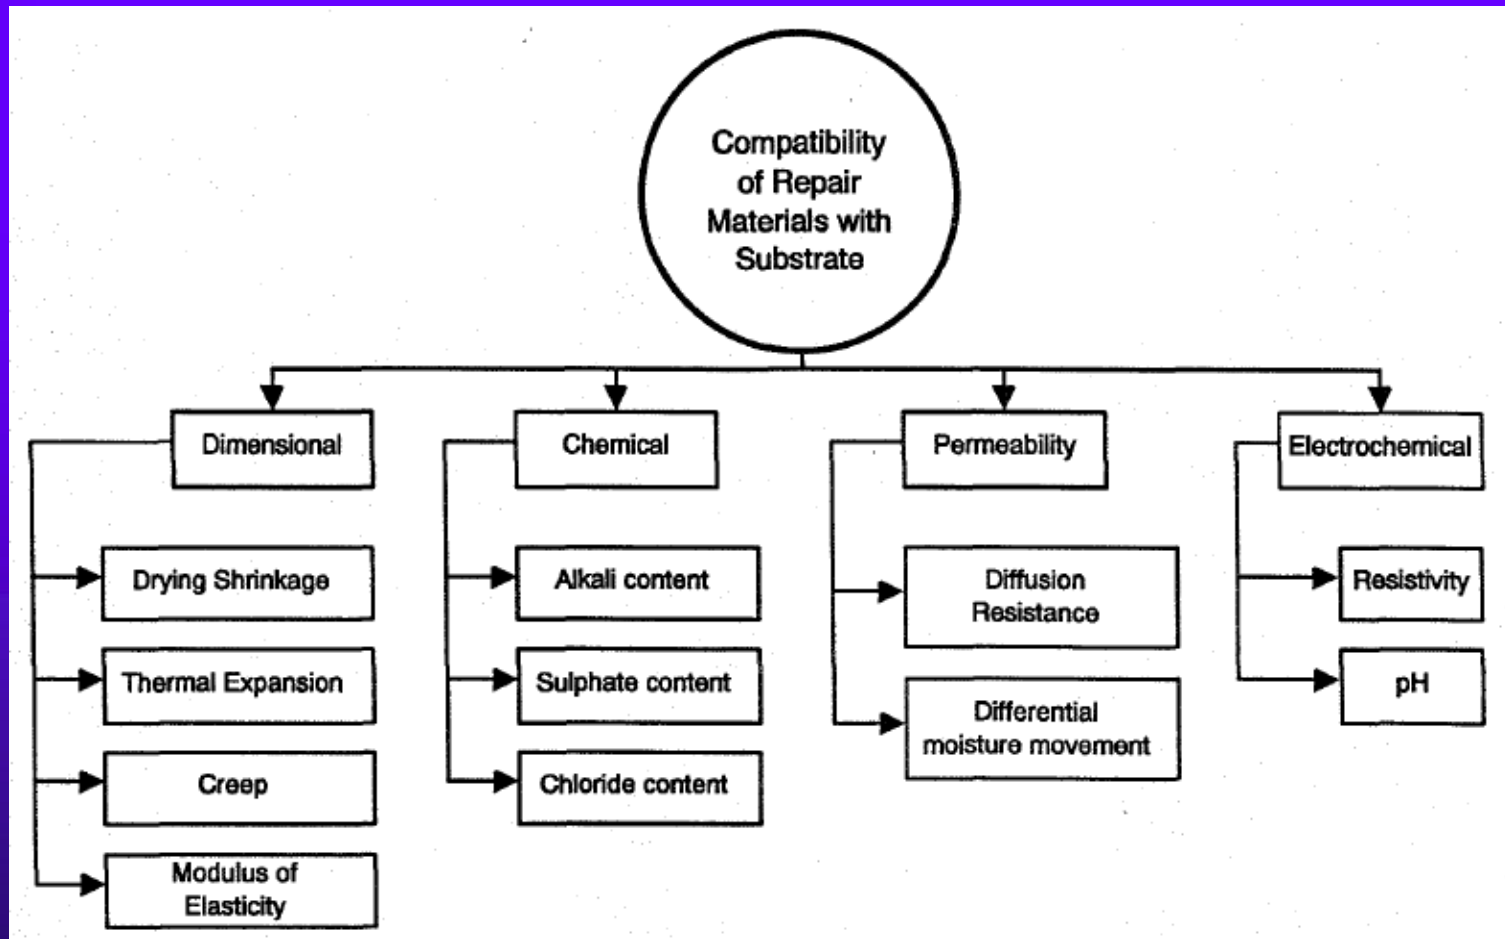 Compatibility
of Repair
Materials with
Substrate
Dimensional
Drying Shrinkage
Thermal Expansion
Creep
Modulus of
Elasticity
Chemical
Alkali content
Sulphate content
Chloride content
Permeability
Diffusion
Resistance
Differential
moisture movement
Electrochemical
Resistivity
pH